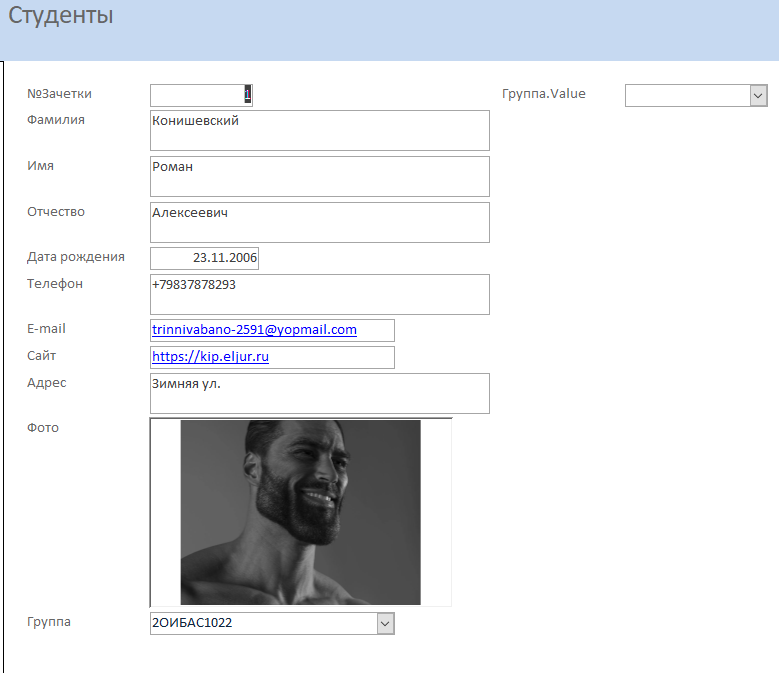 Студенты
№Зачетки 1 Группа.Value
Фамилия Конишевский
Имя Роман
Отчество Алексеевич
Дата рождения 23.11.2006
Телефон +79837878293
E-mail trinnivabano-2591@yopmail.com
Сайт https://kip.eljur.ru
Адрес Зимняя ул.
Фото
Группа 2ОИБАС1022